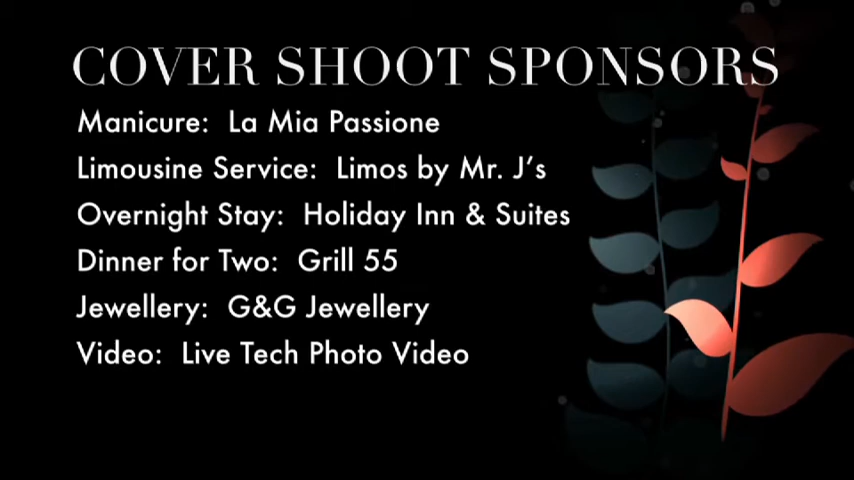 COVER SHOOT SPONSORS
Manicure: La Mia Passione
Limousine Service: Limos by Mr. J’s
Overnight Stay: Holiday Inn & Suites
Dinner for Two: Grill 55
Jewellery: G&G Jewellery
Video: Live Tech Photo Video